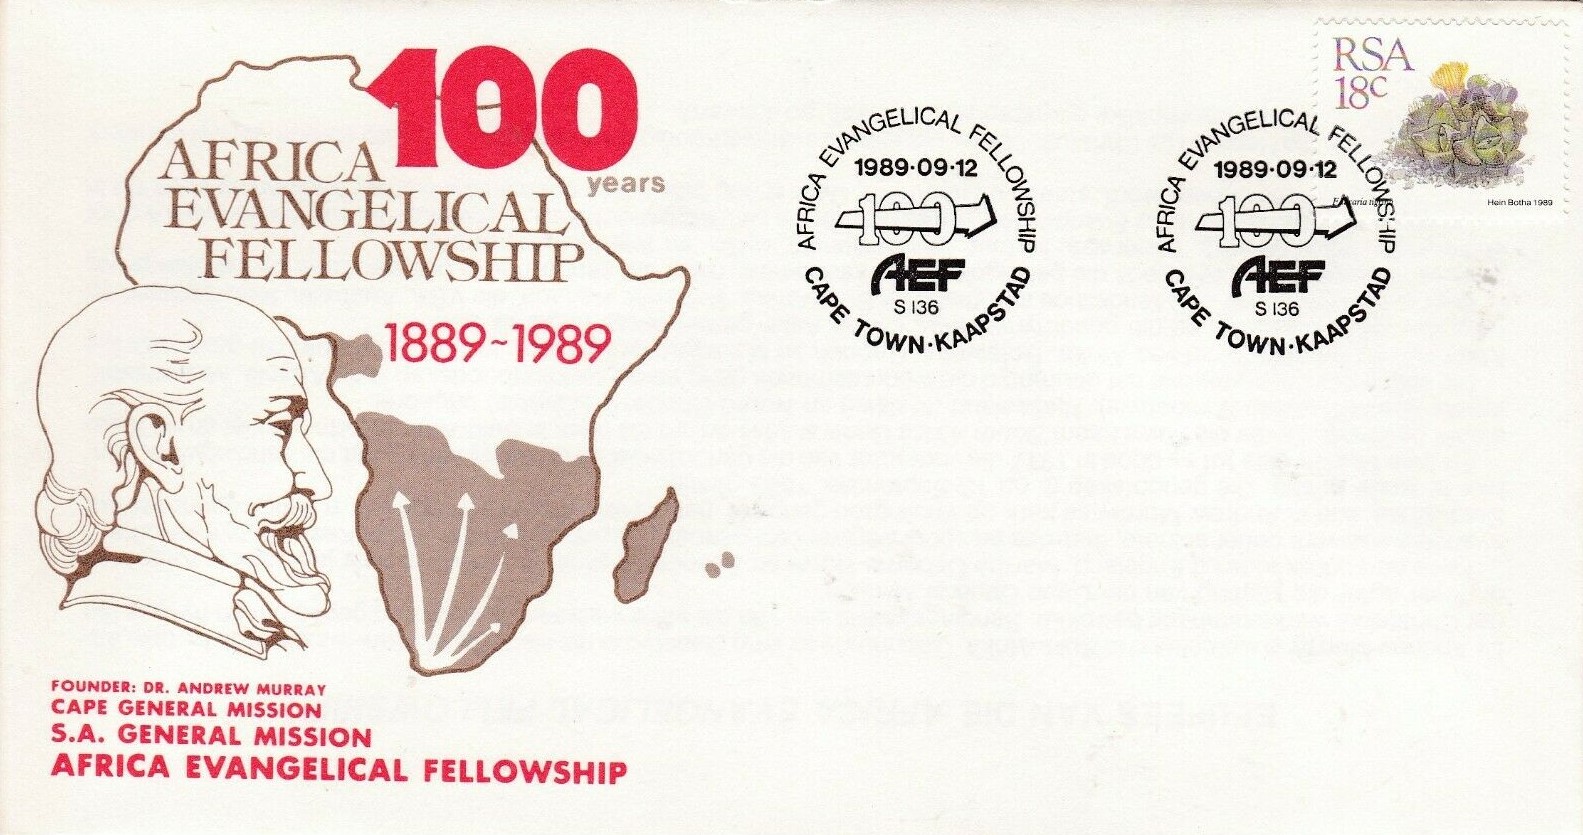 100
years
AFRICA
EVANGELICAL
FELLOWSHIP
1889~1989
FOUNDER: DR. ANDREW MURRAY
CAPE GENERAL MISSION
S.A. GENERAL MISSION
AFRICA EVANGELICAL FELLOWSHIP
AFRICA EVANGELICAL FELLOWSHIP
1989·09·12
100
AEF
S 136
CAPE TOWN·KAAPSTAD
AFRICA EVANGELICAL FELLOWSHIP
1989·09·12
100
AEF
S 136
CAPE TOWN·KAAPSTAD
RSA
18c
Hein Botha 1989